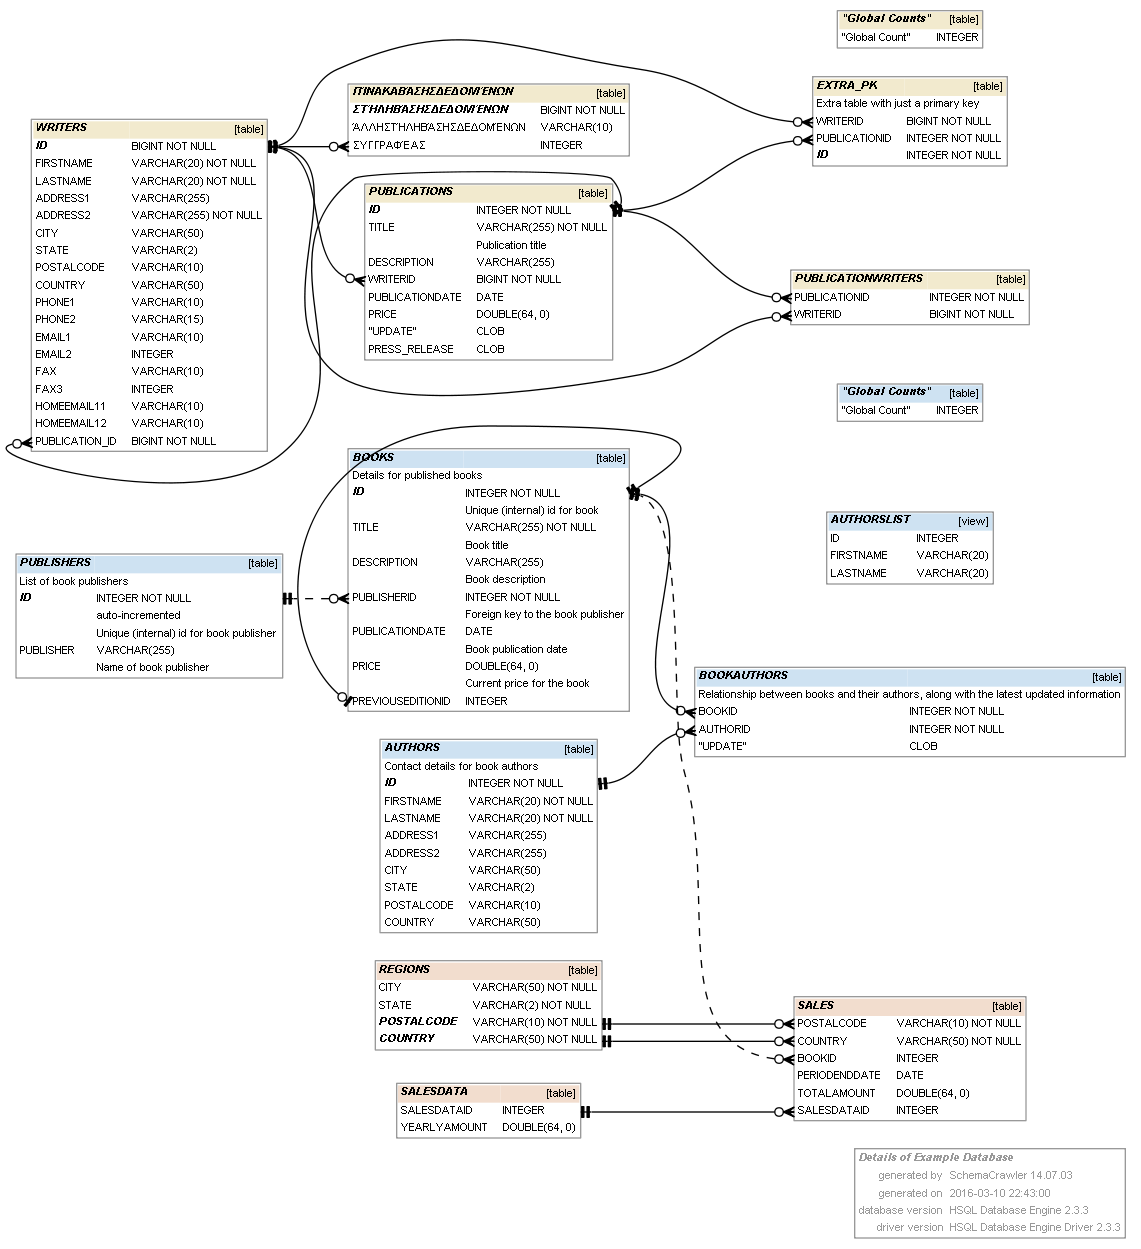 "Global Counts" [table]
"Global Count" INTEGER
WRITERS [table]
ID BIGINT NOT NULL
FIRSTNAME VARCHAR(20) NOT NULL
LASTNAME VARCHAR(20) NOT NULL
ADDRESS1 VARCHAR(255)
ADDRESS2 VARCHAR(255) NOT NULL
CITY VARCHAR(50)
STATE VARCHAR(2)
POSTALCODE VARCHAR(10)
COUNTRY VARCHAR(50)
PHONE1 VARCHAR(10)
PHONE2 VARCHAR(15)
EMAIL1 VARCHAR(10)
EMAIL2 INTEGER
FAX VARCHAR(10)
FAX3 INTEGER
HOMEEMAIL11 VARCHAR(10)
HOMEEMAIL12 VARCHAR(10)
PUBLICATION_ID BIGINT NOT NULL
ΠΊΝΑΚΑΒΆΣΗΣΔΕΔΟΜΈΝΩΝ [table]
ΣΤΉΛΗΒΆΣΗΣΔΕΔΟΜΈΝΩΝ BIGINT NOT NULL
ΆΛΛΗΣΤΉΛΗΒΆΣΗΣΔΕΔΟΜΈΝΩΝ VARCHAR(10)
ΣΥΓΓΡΑΦΈΑΣ INTEGER
EXTRA_PK [table]
Extra table with just a primary key
WRITERID BIGINT NOT NULL
PUBLICATIONID INTEGER NOT NULL
ID INTEGER NOT NULL
PUBLICATIONS [table]
ID INTEGER NOT NULL
TITLE VARCHAR(255) NOT NULL
Publication title
DESCRIPTION VARCHAR(255)
WRITERID BIGINT NOT NULL
PUBLICATIONDATE DATE
PRICE DOUBLE(64, 0)
"UPDATE" CLOB
PRESS_RELEASE CLOB
PUBLICATIONWRITERS [table]
PUBLICATIONID INTEGER NOT NULL
WRITERID BIGINT NOT NULL
"Global Counts" [table]
"Global Count" INTEGER
BOOKS [table]
Details for published books
ID INTEGER NOT NULL
Unique (internal) id for book
TITLE VARCHAR(255) NOT NULL
Book title
DESCRIPTION VARCHAR(255)
Book description
PUBLISHERID INTEGER NOT NULL
Foreign key to the book publisher
PUBLICATIONDATE DATE
Book publication date
PRICE DOUBLE(64, 0)
Current price for the book
PREVIOUSEDITIONID INTEGER
AUTHORSLIST [view]
ID INTEGER
FIRSTNAME VARCHAR(20)
LASTNAME VARCHAR(20)
PUBLISHERS [table]
List of book publishers
ID INTEGER NOT NULL
auto-incremented
Unique (internal) id for book publisher
PUBLISHER VARCHAR(255)
Name of book publisher
BOOKAUTHORS [table]
Relationship between books and their authors, along with the latest updated information
BOOKID INTEGER NOT NULL
AUTHORID INTEGER NOT NULL
"UPDATE" CLOB
AUTHORS [table]
Contact details for book authors
ID INTEGER NOT NULL
FIRSTNAME VARCHAR(20) NOT NULL
LASTNAME VARCHAR(20) NOT NULL
ADDRESS1 VARCHAR(255)
ADDRESS2 VARCHAR(255)
CITY VARCHAR(50)
STATE VARCHAR(2)
POSTALCODE VARCHAR(10)
COUNTRY VARCHAR(50)
REGIONS [table]
CITY VARCHAR(50) NOT NULL
STATE VARCHAR(2) NOT NULL
POSTALCODE VARCHAR(10) NOT NULL
COUNTRY VARCHAR(50) NOT NULL
SALES [table]
POSTALCODE VARCHAR(10) NOT NULL
COUNTRY VARCHAR(50) NOT NULL
BOOKID INTEGER
PERIODENDDATE DATE
TOTALAMOUNT DOUBLE(64, 0)
SALESDATAID INTEGER
SALESDATA [table]
SALESDATAID INTEGER
YEARLYAMOUNT DOUBLE(64, 0)
Details of Example Database
generated by SchemaCrawler 14.07.03
generated on 2016-03-10 22:43:00
database version HSQL Database Engine 2.3.3
driver version HSQL Database Engine Driver 2.3.3